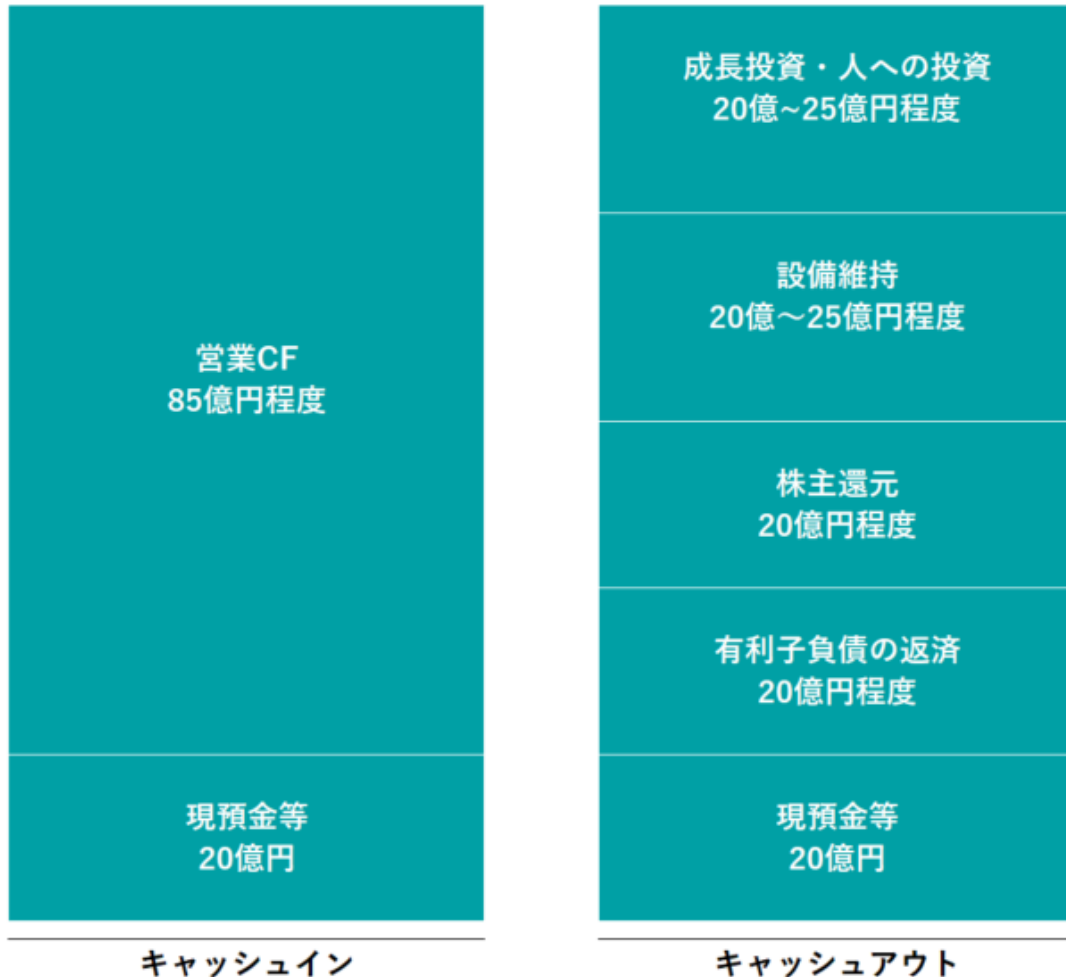 営業CF
85億円程度
現預金等
20億円
キャッシュイン
成長投資・人への投資
20億~25億円程度
設備維持
20億～25億円程度
株主還元
20億円程度
有利子負債の返済
20億円程度
現預金等
20億円
キャッシュアウト